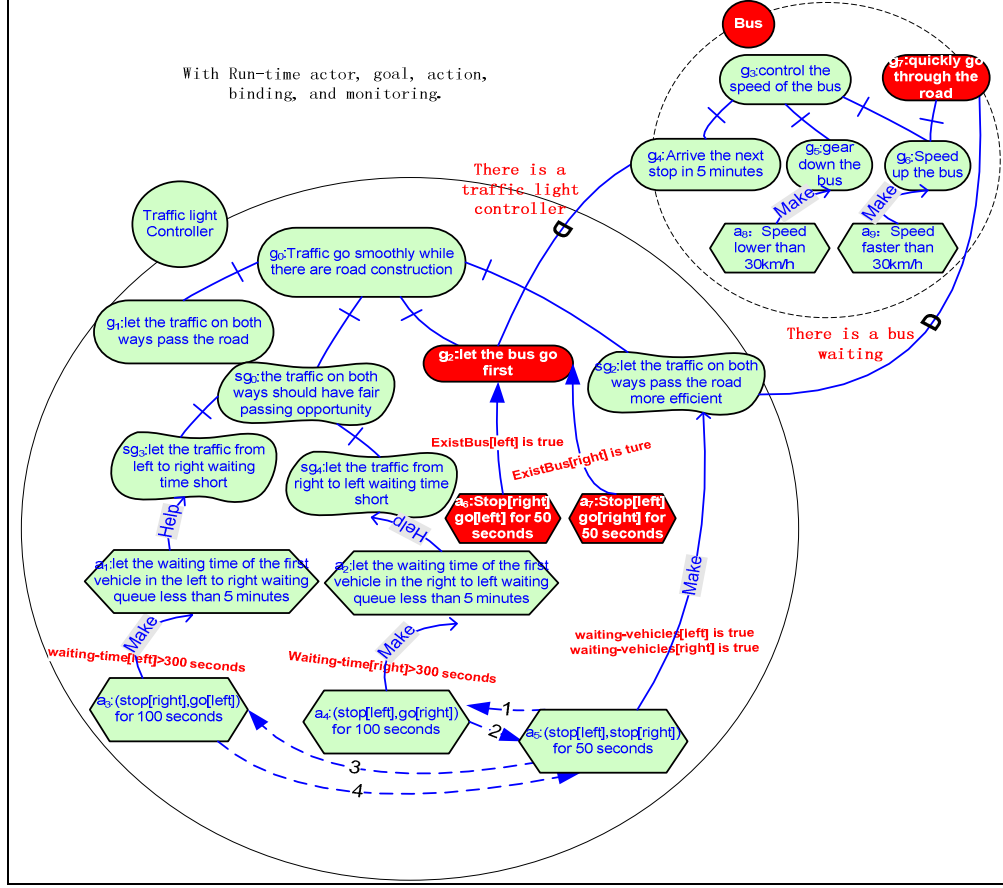 Bus
With Run-time actor, goal, action,
binding, and monitoring.
g₃:control the
speed of the bus
g₇:quickly go
through the
road
g₄:Arrive the next
stop in 5 minutes
g₅:gear
down the
bus
g₆:Speed
up the bus
Make
Make
a₈: Speed
lower than
30km/h
a₉: Speed
faster than
30km/h
There is a
traffic light
controller
D
Traffic light
Controller
g₀:Traffic go smoothly while
there are road construction
g₁:let the traffic on both
ways pass the road
D
There is a bus
waiting
g₂:let the bus go
first
sg₀:the traffic on both
ways should have fair
passing opportunity
sg₂:let the traffic on both
ways pass the road
more efficient
sg₃:let the traffic from
left to right waiting
time short
sg₄:let the traffic from
right to left waiting time
short
ExistBus[left] is true
ExistBus[right] is ture
a₆:Stop[right]
go[left] for 50
seconds
a₇:Stop[left]
go[right] for
50 seconds
Help
Help
a₁:let the waiting time of the first
vehicle in the left to right waiting
queue less than 5 minutes
a₂:let the waiting time of the first
vehicle in the right to left waiting
queue less than 5 minutes
Make
Make
Make
waiting-time[left]>300 seconds
Waiting-time[right]>300 seconds
waiting-vehicles[left] is true
waiting-vehicles[right] is true
a₃:(stop[right],go[left])
for 100 seconds
a₄:(stop[left],go[right])
for 100 seconds
a₅:(stop[left],stop[right])
for 50 seconds
1
2
3
4